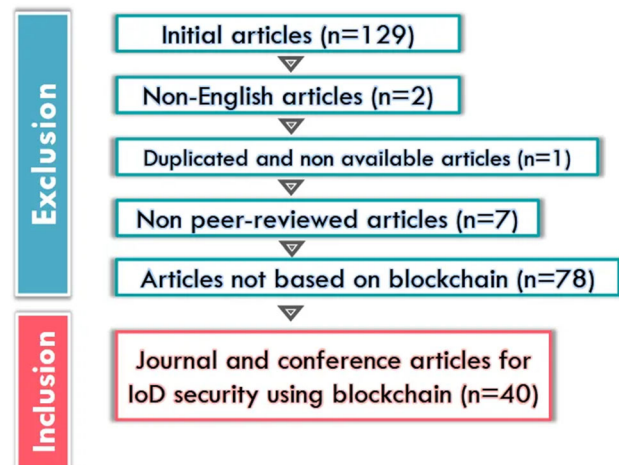 Exclusion
Initial articles (n=129)
Non-English articles (n=2)
Duplicated and non available articles (n=1)
Non peer-reviewed articles (n=7)
Articles not based on blockchain (n=78)
Inclusion
Journal and conference articles for
IoD security using blockchain (n=40)